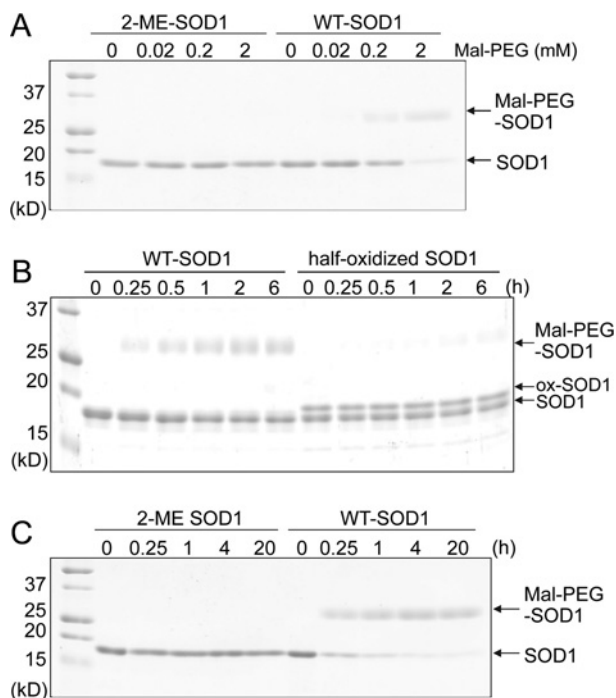 A
2-ME-SOD1 WT-SOD1
0 0.02 0.2 2 0 0.02 0.2 2 Mal-PEG (mM)
37
Mal-PEG
-SOD1
25
20
SOD1
15
(kD)
B
WT-SOD1 half-oxidized SOD1
0 0.25 0.5 1 2 6 0 0.25 0.5 1 2 6 (h)
37
Mal-PEG
-SOD1
25
20
ox-SOD1
SOD1
15
(kD)
C
2-ME SOD1 WT-SOD1
0 0.25 1 4 20 0 0.25 1 4 20 (h)
37
Mal-PEG
-SOD1
25
20
SOD1
15
(kD)